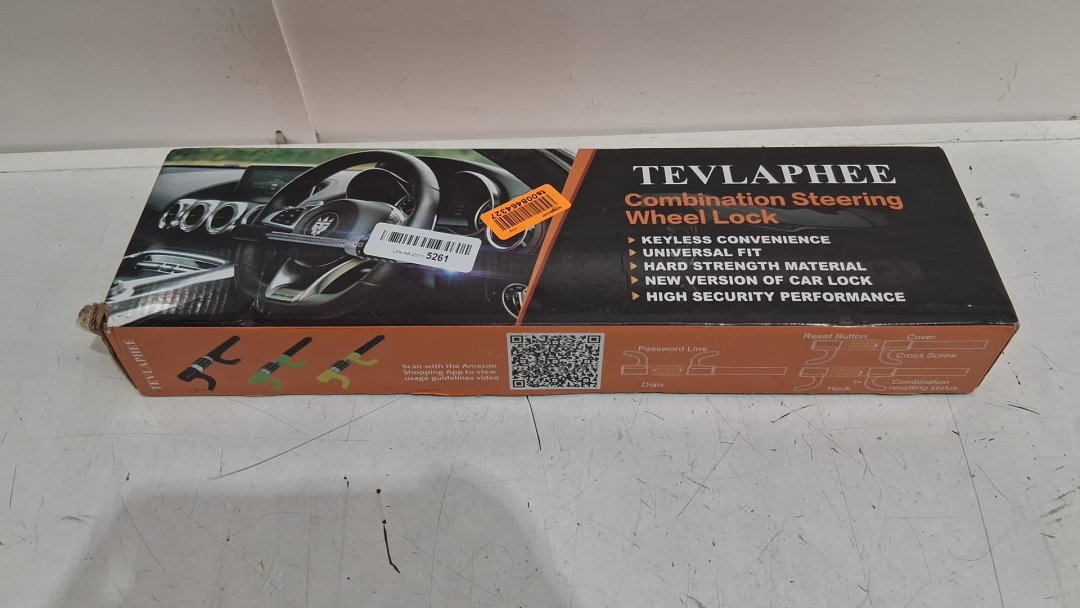 TEVLAPHEE
Combination Steering
Wheel Lock
KEYLESS CONVENIENCE
UNIVERSAL FIT
HARD STRENGTH MATERIAL
NEW VERSION OF CAR LOCK
HIGH SECURITY PERFORMANCE
5261
TEVLAPHEE
Scan with the Amazon
Shopping App to view
usage guidelines video
Password Line
Dials
Reset Button
Cover
Cross Screw
Hook
Combination
resetting status